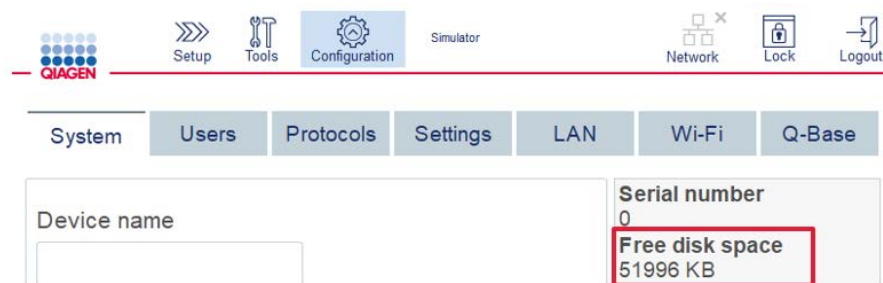 QIAGEN
Setup
Tools
Configuration
Simulator
Network
Lock
Logout
System
Users
Protocols
Settings
LAN
Wi-Fi
Q-Base
Device name
Serial number
0
Free disk space
51996 KB